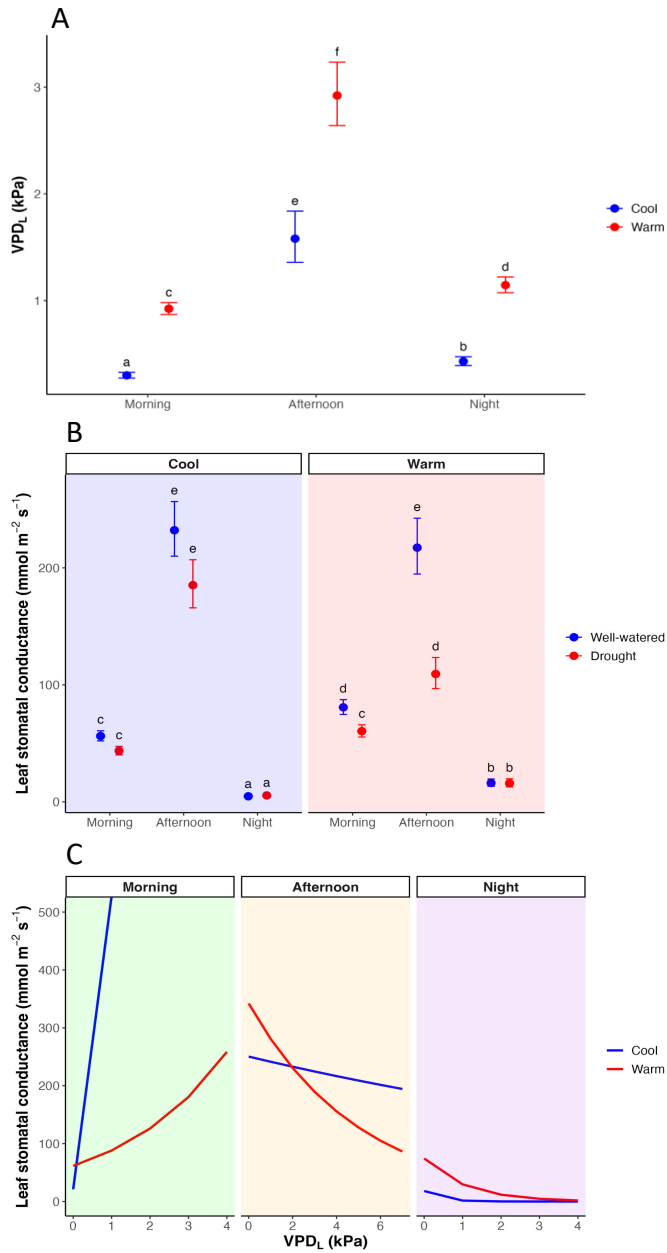 A
f
3
e
VPD_L (kPa)
2
Cool
Warm
d
c
1
b
a
Morning Afternoon Night
B
Cool Warm
e e
e
200
Leaf stomatal conductance (mmol m⁻² s⁻¹)
Well-watered
Drought
d
100
d
c c
c
b b
a a
0
Morning Afternoon Night Morning Afternoon Night
C
Morning Afternoon Night
500
400
Leaf stomatal conductance (mmol m⁻² s⁻¹)
300
Cool
Warm
200
100
0
0 1 2 3 4 0 2 4 6 0 1 2 3 4
VPD_L (kPa)